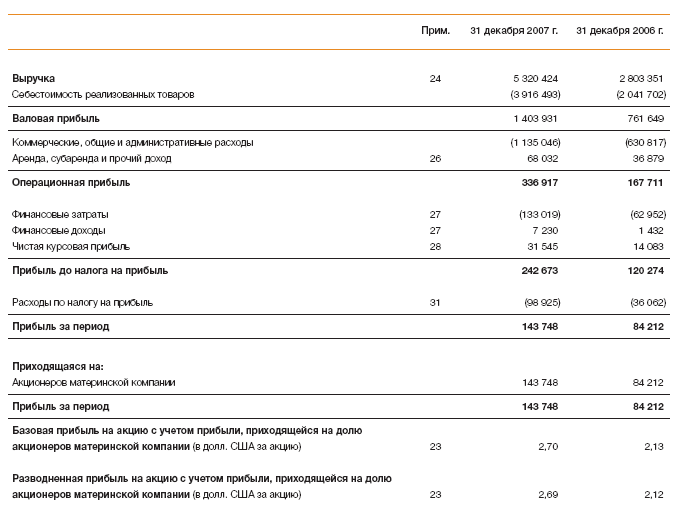 Прим. 31 декабря 2007 г. 31 декабря 2006 г.
Выручка 24 5 320 424 2 803 351
Себестоимость реализованных товаров (3 916 493) (2 041 702)
Валовая прибыль 1 403 931 761 649
Коммерческие, общие и административные расходы (1 135 046) (630 817)
Аренда, субаренда и прочий доход 26 68 032 36 879
Операционная прибыль 336 917 167 711
Финансовые затраты 27 (133 019) (62 952)
Финансовые доходы 27 7 230 1 432
Чистая курсовая прибыль 28 31 545 14 083
Прибыль до налога на прибыль 242 673 120 274
Расходы по налогу на прибыль 31 (98 925) (36 062)
Прибыль за период 143 748 84 212
Приходящаяся на:
Акционеров материнской компании 143 748 84 212
Прибыль за период 143 748 84 212
Базовая прибыль на акцию с учетом прибыли, приходящейся на долю
акционеров материнской компании (в долл. США за акцию) 23 2,70 2,13
Разводненная прибыль на акцию с учетом прибыли, приходящейся на долю
акционеров материнской компании (в долл. США за акцию) 23 2,69 2,12